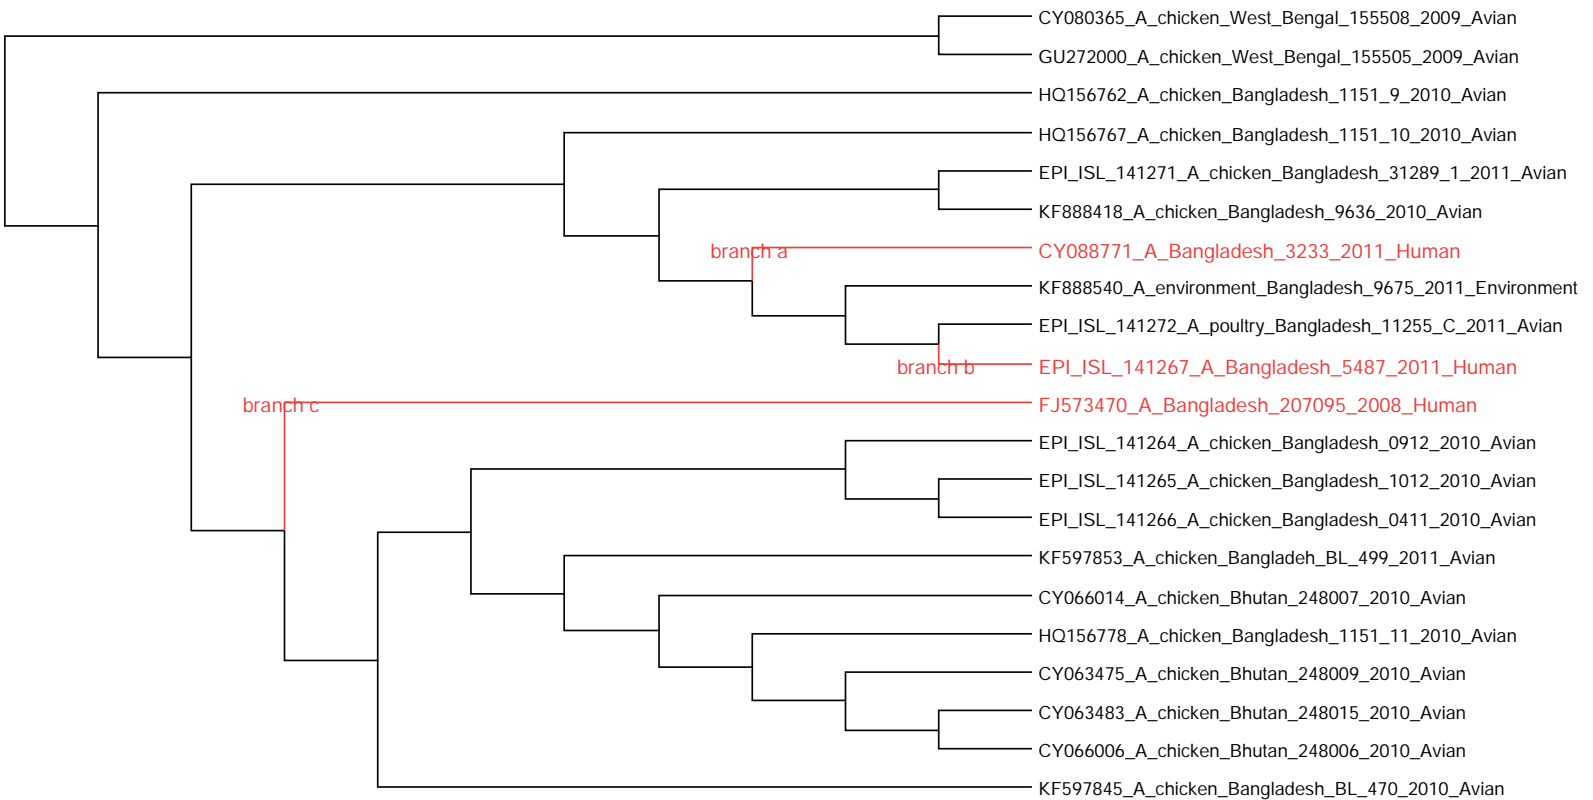 CY080365_A_chicken_West_Bengal_155508_2009_Avian
GU272000_A_chicken_West_Bengal_155505_2009_Avian
HQ156762_A_chicken_Bangladesh_1151_9_2010_Avian
HQ156767_A_chicken_Bangladesh_1151_10_2010_Avian
EPI_ISL_141271_A_chicken_Bangladesh_31289_1_2011_Avian
KF888418_A_chicken_Bangladesh_9636_2010_Avian
branch a CY088771_A_Bangladesh_3233_2011_Human
KF888540_A_environment_Bangladesh_9675_2011_Environment
EPI_ISL_141272_A_poultry_Bangladesh_11255_C_2011_Avian
branch b EPI_ISL_141267_A_Bangladesh_5487_2011_Human
branch c FJ573470_A_Bangladesh_207095_2008_Human
EPI_ISL_141264_A_chicken_Bangladesh_0912_2010_Avian
EPI_ISL_141265_A_chicken_Bangladesh_1012_2010_Avian
EPI_ISL_141266_A_chicken_Bangladesh_0411_2010_Avian
KF597853_A_chicken_Bangladeh_BL_499_2011_Avian
CY066014_A_chicken_Bhutan_248007_2010_Avian
HQ156778_A_chicken_Bangladesh_1151_11_2010_Avian
CY063475_A_chicken_Bhutan_248009_2010_Avian
CY063483_A_chicken_Bhutan_248015_2010_Avian
CY066006_A_chicken_Bhutan_248006_2010_Avian
KF597845_A_chicken_Bangladesh_BL_470_2010_Avian